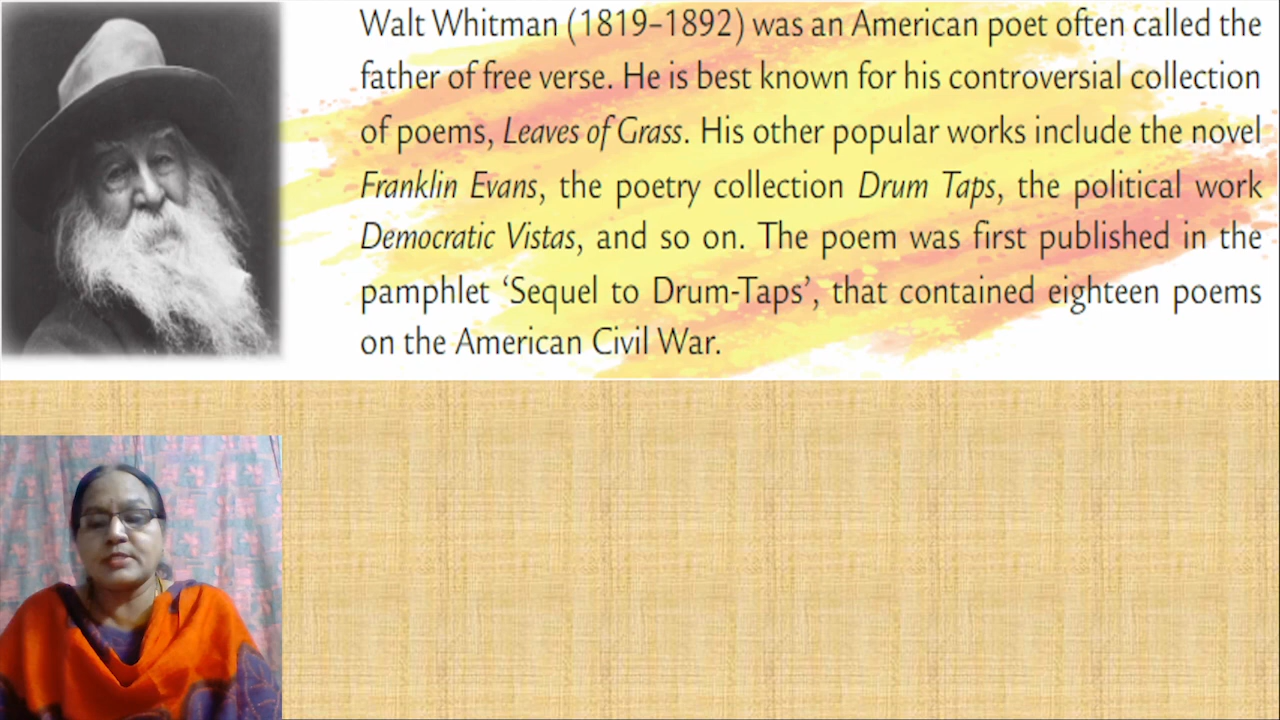 Walt Whitman (1819–1892) was an American poet often called the
father of free verse. He is best known for his controversial collection
of poems, Leaves of Grass. His other popular works include the novel
Franklin Evans, the poetry collection Drum Taps, the political work
Democratic Vistas, and so on. The poem was first published in the
pamphlet ‘Sequel to Drum-Taps’, that contained eighteen poems
on the American Civil War.